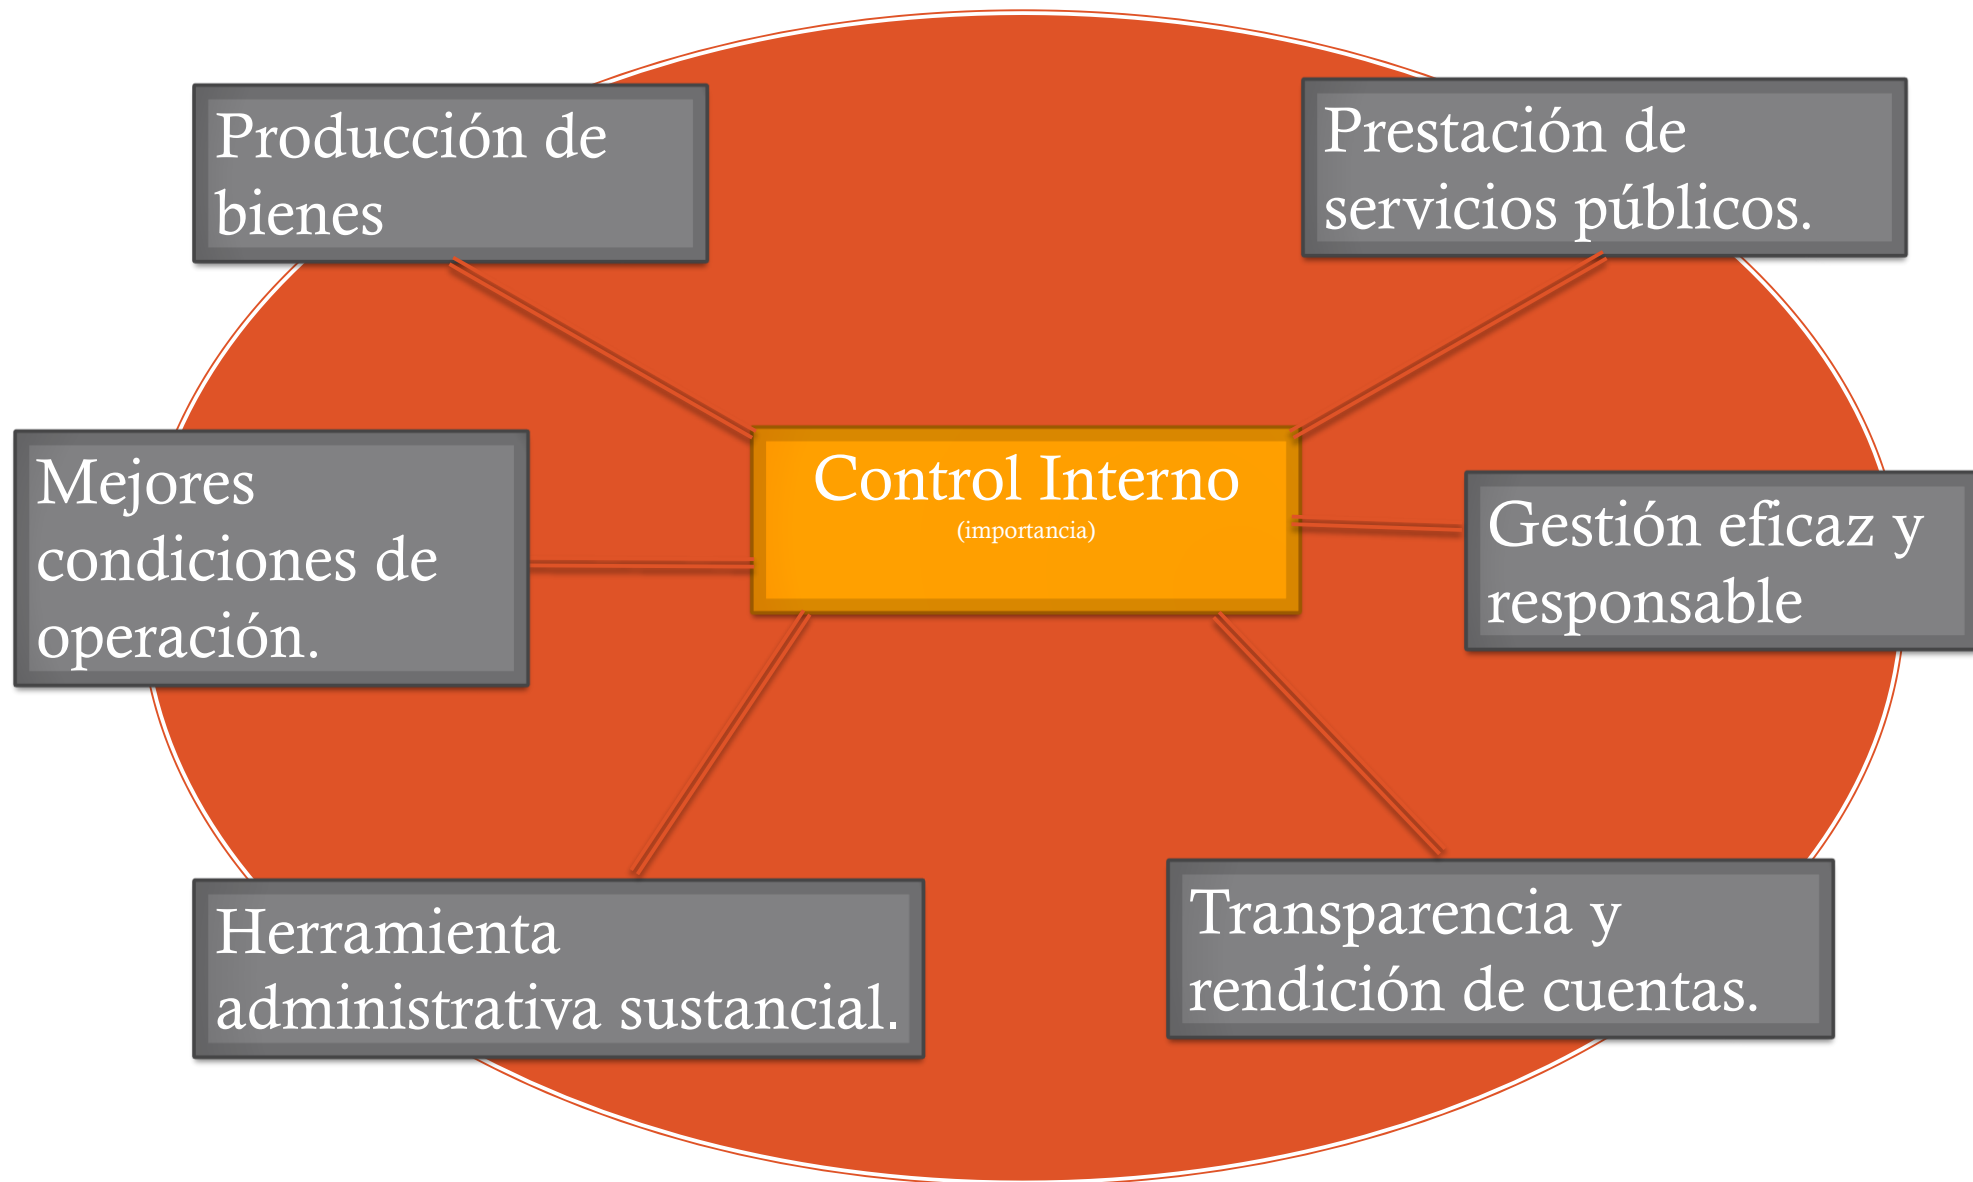 Producción de
bienes
Prestación de
servicios públicos.
Mejores
condiciones de
operación.
Control Interno
(importancia)
Gestión eficaz y
responsable
Herramienta
administrativa sustancial.
Transparencia y
rendición de cuentas.